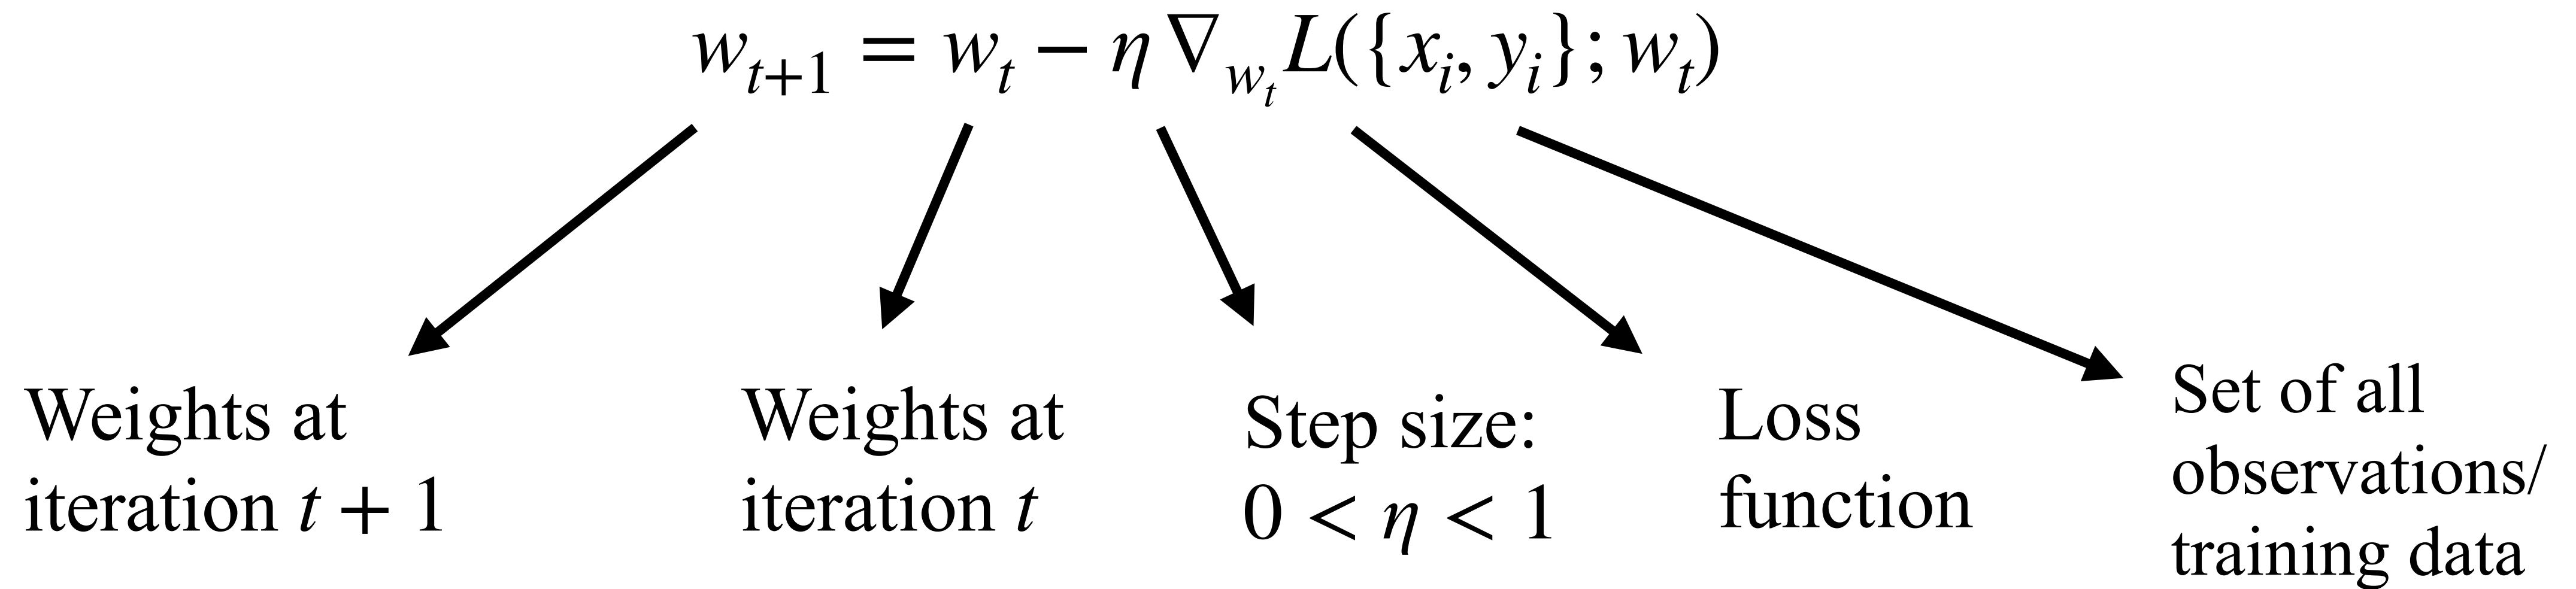 w_{t+1} = w_t − η ∇_{w_t} L({x_i, y_i}; w_t)
Weights at
iteration t + 1
Weights at
iteration t
Step size:
0 < η < 1
Loss
function
Set of all
observations/
training data